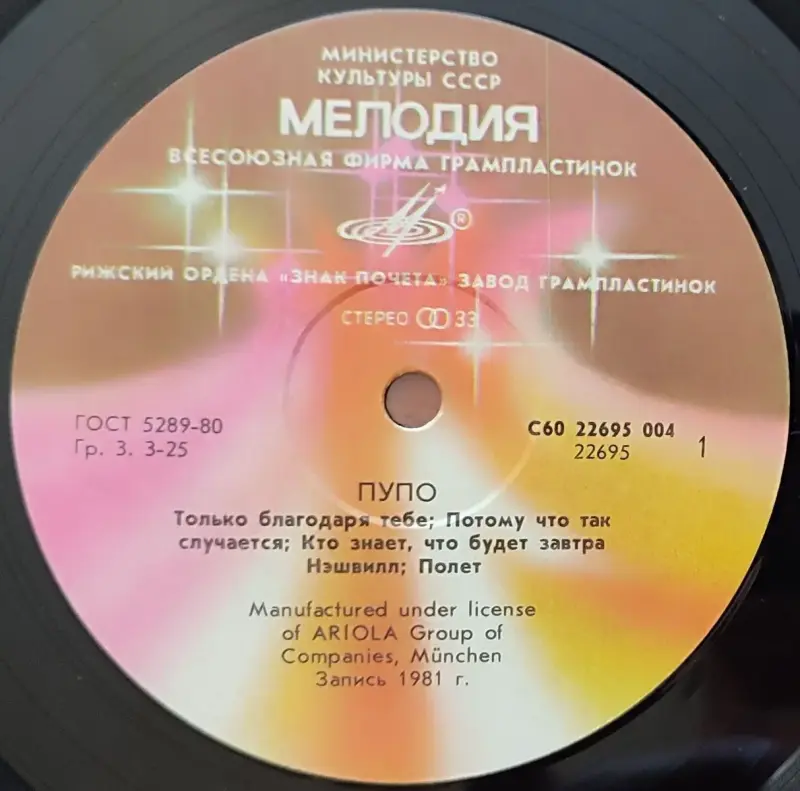 МИНИСТЕРСТВО
КУЛЬТУРЫ СССР
МЕЛОДИЯ
ВСЕСОЮЗНАЯ ФИРМА ГРАМПЛАСТИНОК
®
РИЖСКИЙ ОРДЕНА «ЗНАК ПОЧЕТА» ЗАВОД ГРАМПЛАСТИНОК
СТЕРЕО 33
ГОСТ 5289-80
Гр. 3. 3-25
С60 22695 004
22695 1
ПУПО
Только благодаря тебе; Потому что так
случается; Кто знает, что будет завтра
Нэшвилл; Полет
Manufactured under license
of ARIOLA Group of
Companies, München
Запись 1981 г.